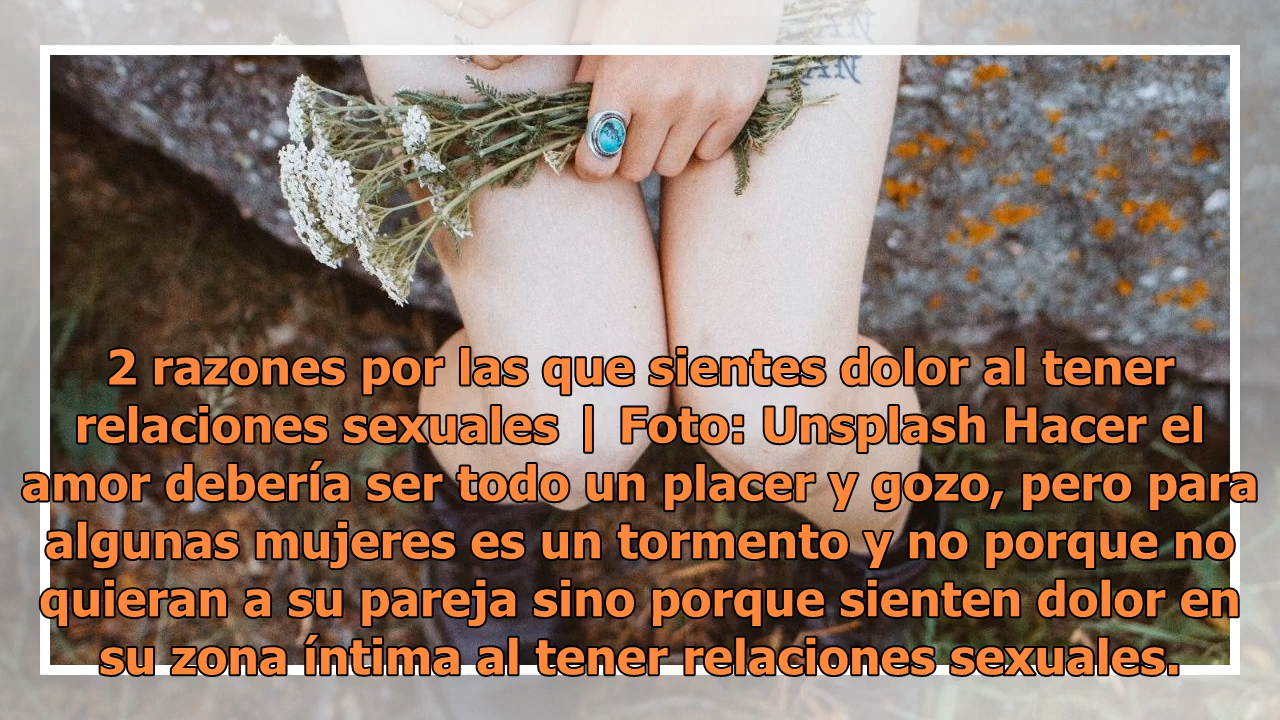 2 razones por las que sientes dolor al tener
relaciones sexuales | Foto: Unsplash Hacer el
amor debería ser todo un placer y gozo, pero para
algunas mujeres es un tormento y no porque no
quieran a su pareja sino porque sienten dolor en
su zona íntima al tener relaciones sexuales.